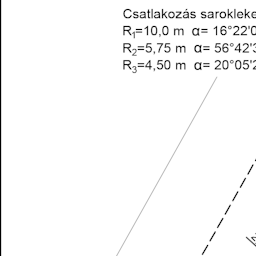 Csatlakozás sarokleke
R₁=10,0 m α= 16°22'0
R₂=5,75 m α= 56°42'3
R₃=4,50 m α= 20°05'2